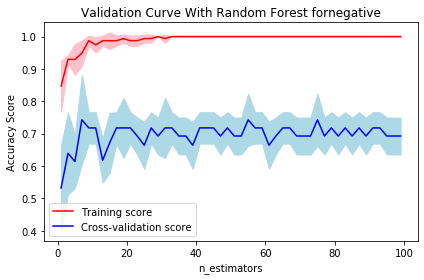 Validation Curve With Random Forest fornegative
Accuracy Score
1.0
0.9
0.8
0.7
0.6
0.5
0.4
Training score
Cross-validation score
0 20 40 60 80 100
n_estimators